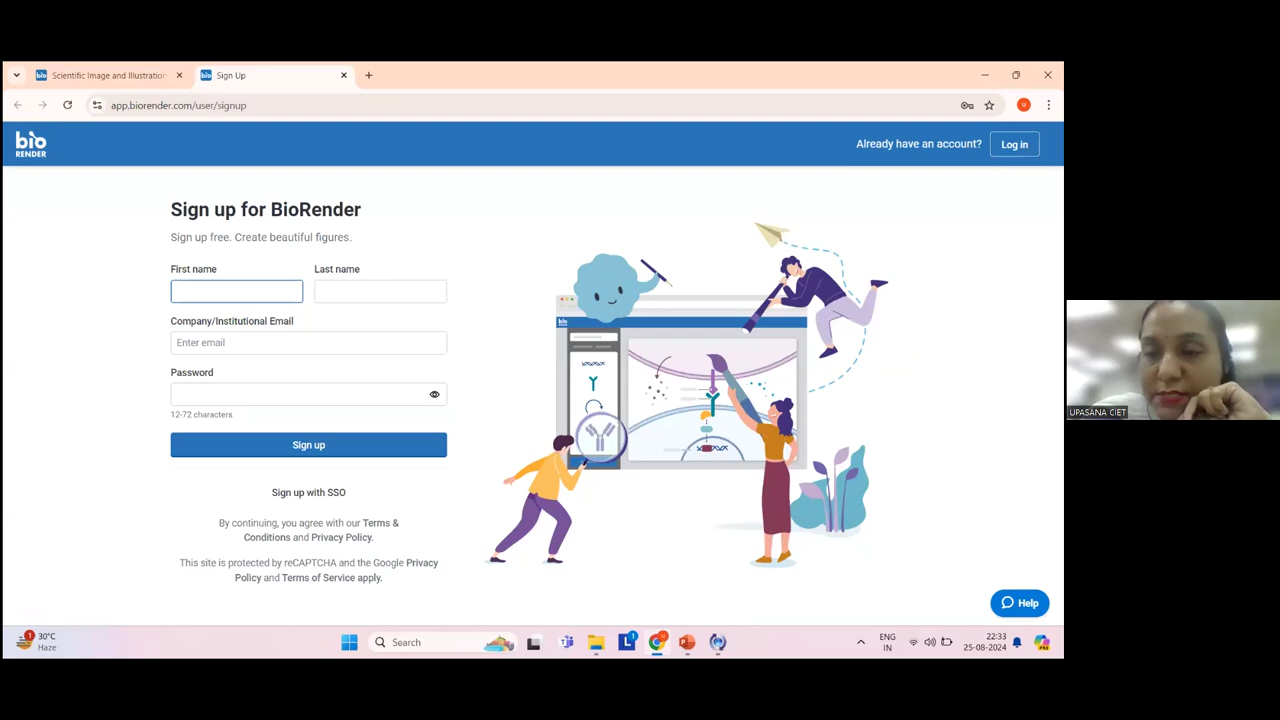 Scientific Image and Illustration
Sign Up
app.biorender.com/user/signup
bio
RENDER
Already have an account?
Log in
Sign up for BioRender
Sign up free. Create beautiful figures.
First name
Last name
Company/Institutional Email
Enter email
Password
12-72 characters
Sign up
Sign up with SSO
By continuing, you agree with our Terms &
Conditions and Privacy Policy.
This site is protected by reCAPTCHA and the Google Privacy
Policy and Terms of Service apply.
Help
UPASANA CIET
1
30°C
Haze
Search
ENG
IN
22:33
25-08-2024